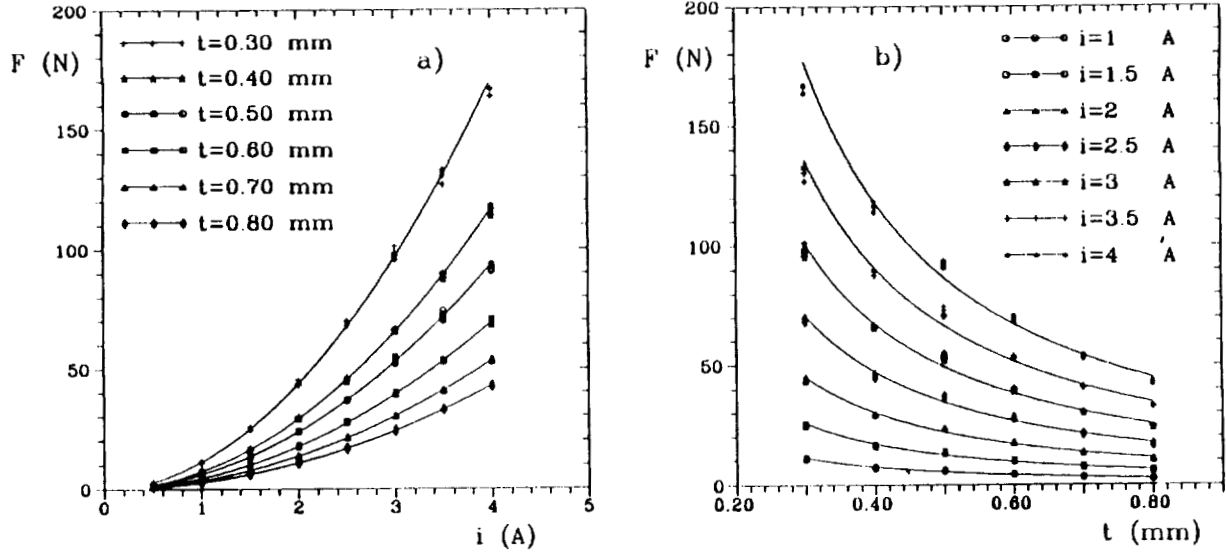 200
F (N)
150
100
50
0
0
1
2
3
4
5
i (A)
a)
t=0.30 mm
t=0.40 mm
t=0.50 mm
t=0.60 mm
t=0.70 mm
t=0.80 mm
200
F (N)
150
100
50
0
0.20
0.40
0.60
0.80
t (mm)
b)
i=1 A
i=1.5 A
i=2 A
i=2.5 A
i=3 A
i=3.5 A
i=4 A